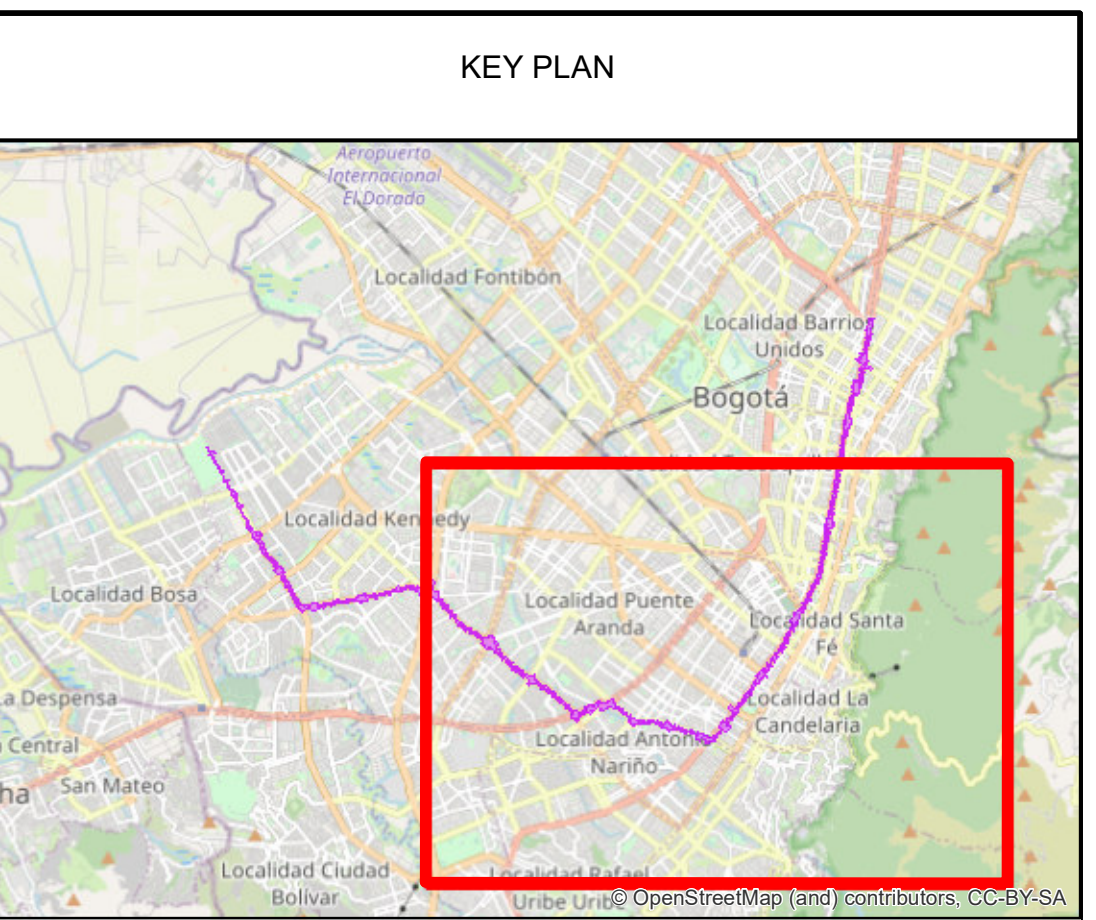 KEY PLAN
Aeropuerto
Internacional
El Dorado
Localidad Fontibón
Localidad Barrios
Unidos
Bogotá
Localidad Kennedy
Localidad Bosa
Localidad Puente
Aranda
Localidad Santa
Fé
La Despensa
Localidad La
Candelaria
Central
Localidad Antonio
Nariño
San Mateo
ha
Localidad Ciudad
Bolívar
Localidad Rafael
Uribe Uribe
© OpenStreetMap (and) contributors, CC-BY-SA